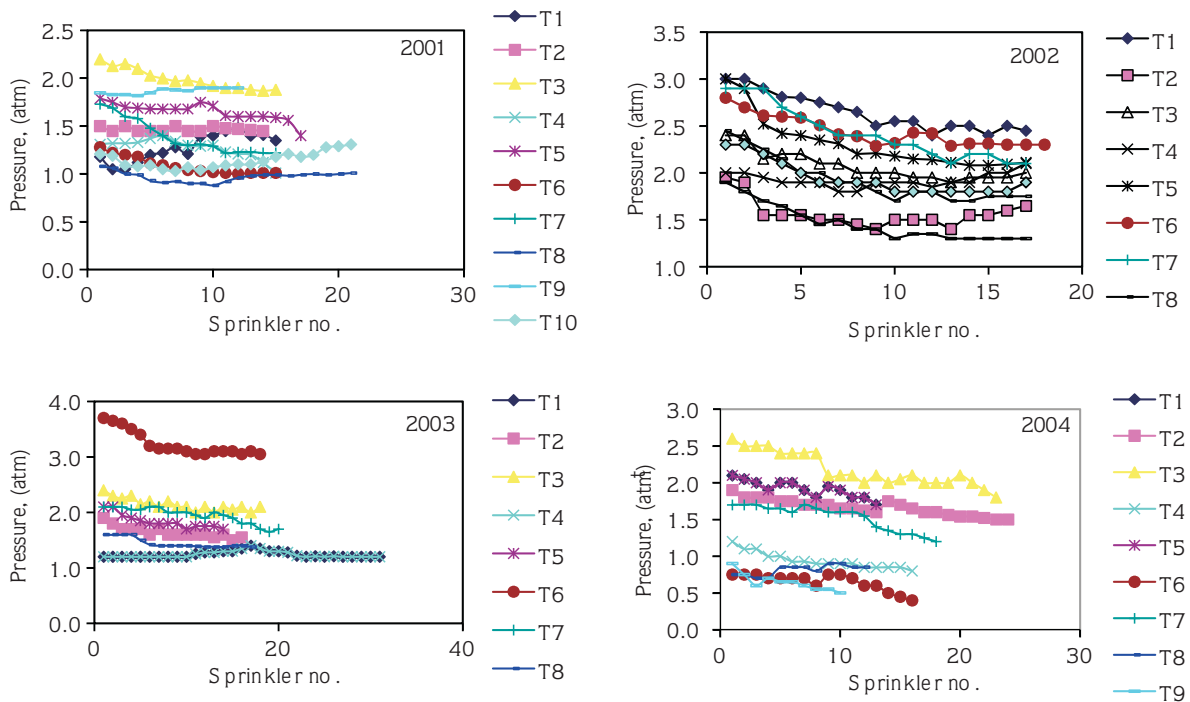 2001
Pressure, (atm)
2.5
2.0
1.5
1.0
0.5
0.0
0 10 20 30
Sprinkler no.
T1
T2
T3
T4
T5
T6
T7
T8
T9
T10
2002
Pressure, (atm)
3.5
3.0
2.5
2.0
1.5
1.0
0 5 10 15 20
Sprinkler no.
T1
T2
T3
T4
T5
T6
T7
T8
2003
Pressure, (atm)
4.0
3.0
2.0
1.0
0.0
0 20 40
Sprinkler no.
T1
T2
T3
T4
T5
T6
T7
T8
2004
Pressure, (atm)
3.0
2.5
2.0
1.5
1.0
0.5
0.0
0 10 20 30
Sprinkler no.
T1
T2
T3
T4
T5
T6
T7
T8
T9